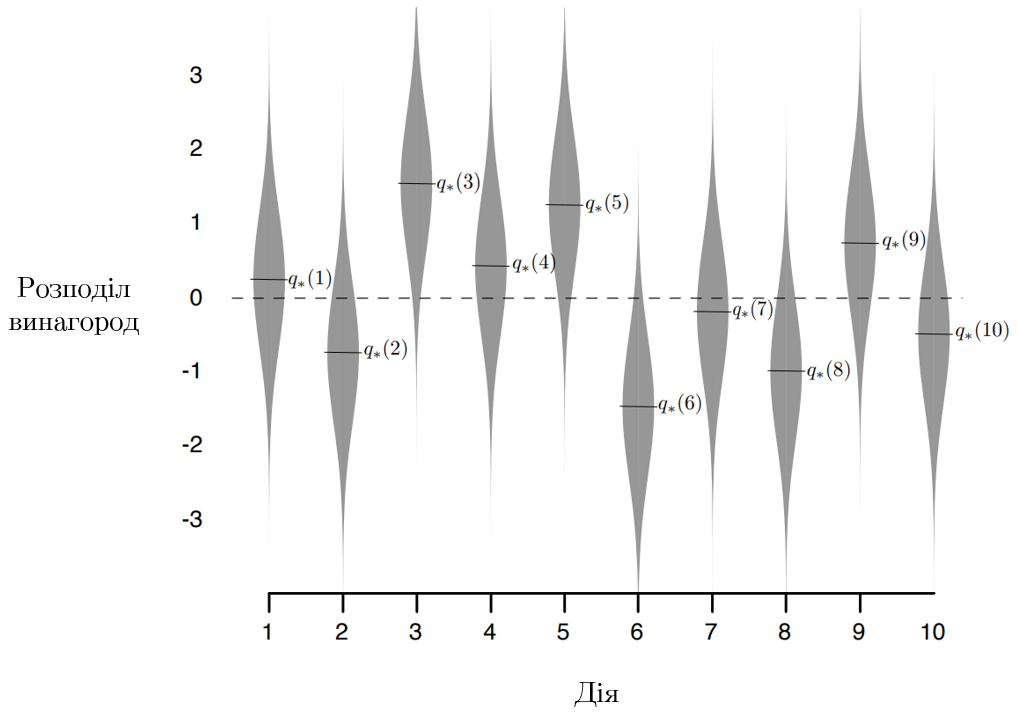 3
2
1
0
-1
-2
-3
Розподіл
винагород
q∗(1)
q∗(2)
q∗(3)
q∗(4)
q∗(5)
q∗(6)
q∗(7)
q∗(8)
q∗(9)
q∗(10)
1 2 3 4 5 6 7 8 9 10
Дія